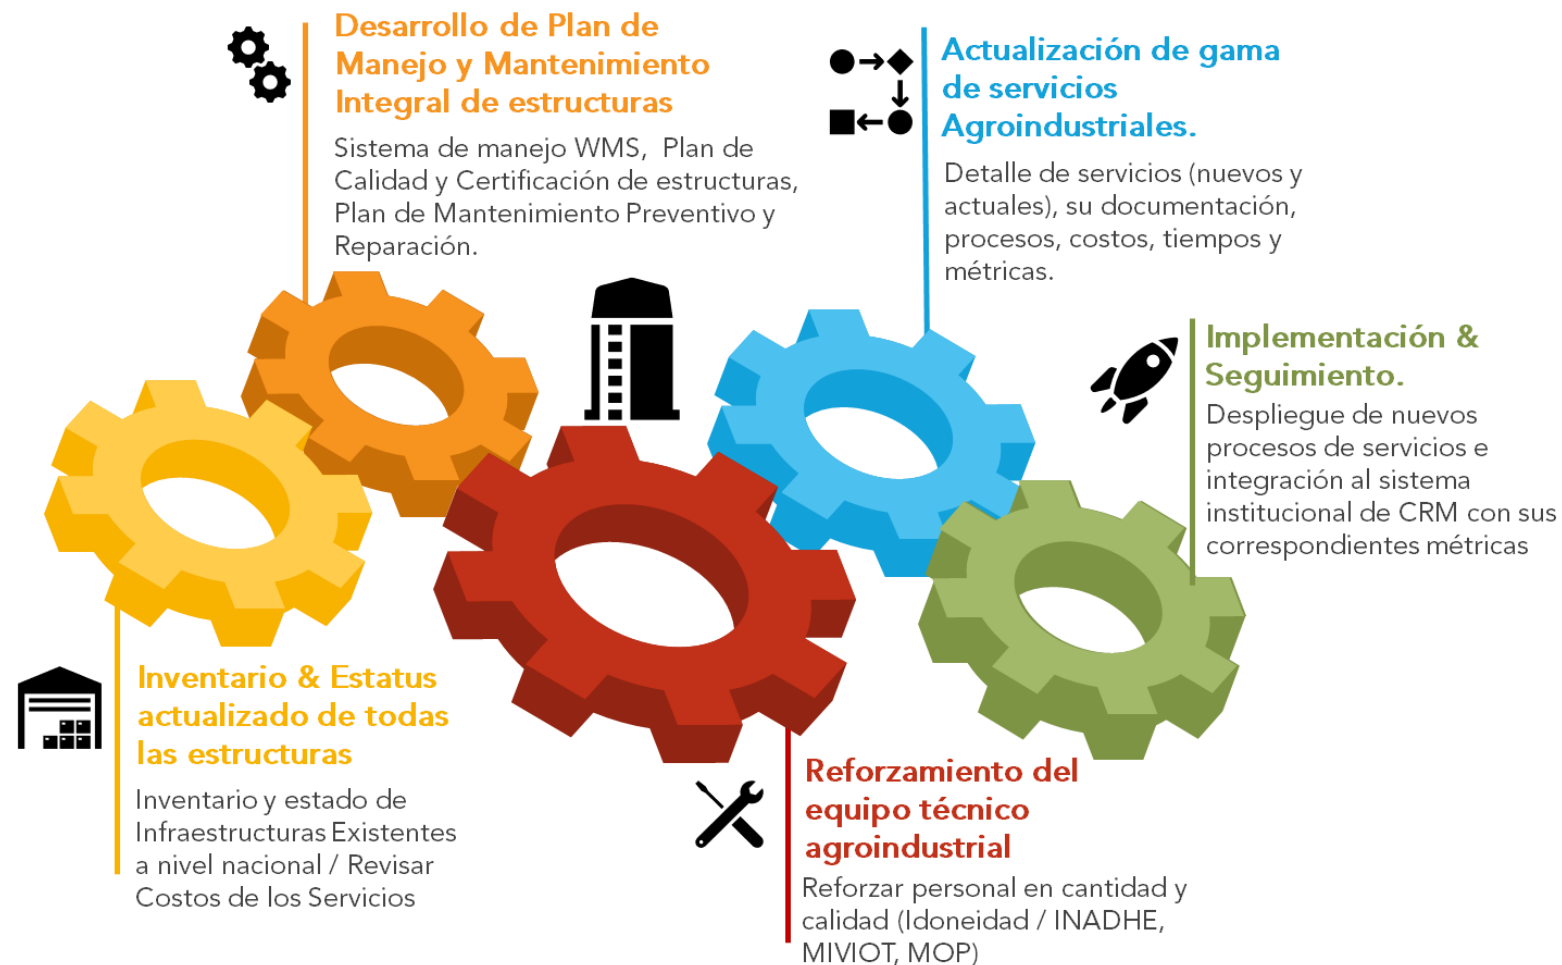 Desarrollo de Plan de
Manejo y Mantenimiento
Integral de estructuras
Sistema de manejo WMS, Plan de
Calidad y Certificación de estructuras,
Plan de Mantenimiento Preventivo y
Reparación.
Actualización de gama
de servicios
Agroindustriales.
Detalle de servicios (nuevos y
actuales), su documentación,
procesos, costos, tiempos y
métricas.
Implementación &
Seguimiento.
Despliegue de nuevos
procesos de servicios e
integración al sistema
institucional de CRM con sus
correspondientes métricas
Inventario & Estatus
actualizado de todas
las estructuras
Inventario y estado de
Infraestructuras Existentes
a nivel nacional / Revisar
Costos de los Servicios
Reforzamiento del
equipo técnico
agroindustrial
Reforzar personal en cantidad y
calidad (Idoneidad / INADHE,
MIVIOT, MOP)